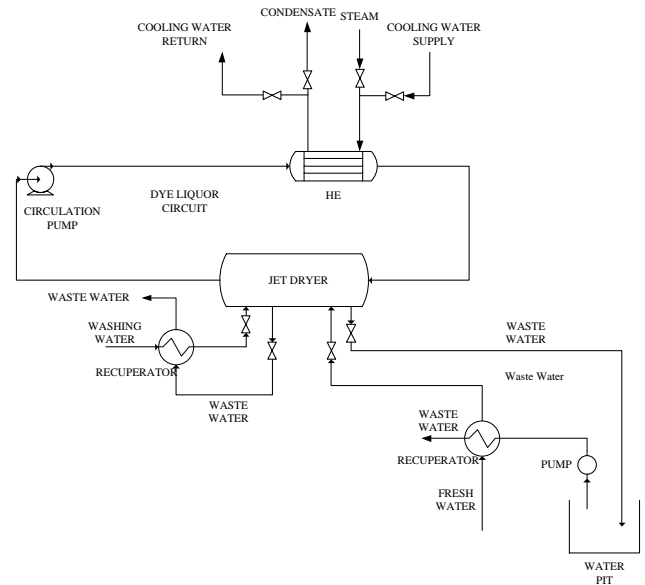 CONDENSATE
STEAM
COOLING WATER
RETURN
COOLING WATER
SUPPLY
DYE LIQUOR
CIRCUIT
HE
CIRCULATION
PUMP
JET DRYER
WASTE WATER
WASHING
WATER
RECUPERATOR
WASTE
WATER
WASTE
WATER
Waste Water
WASTE
WATER
RECUPERATOR
PUMP
FRESH
WATER
WATER
PIT